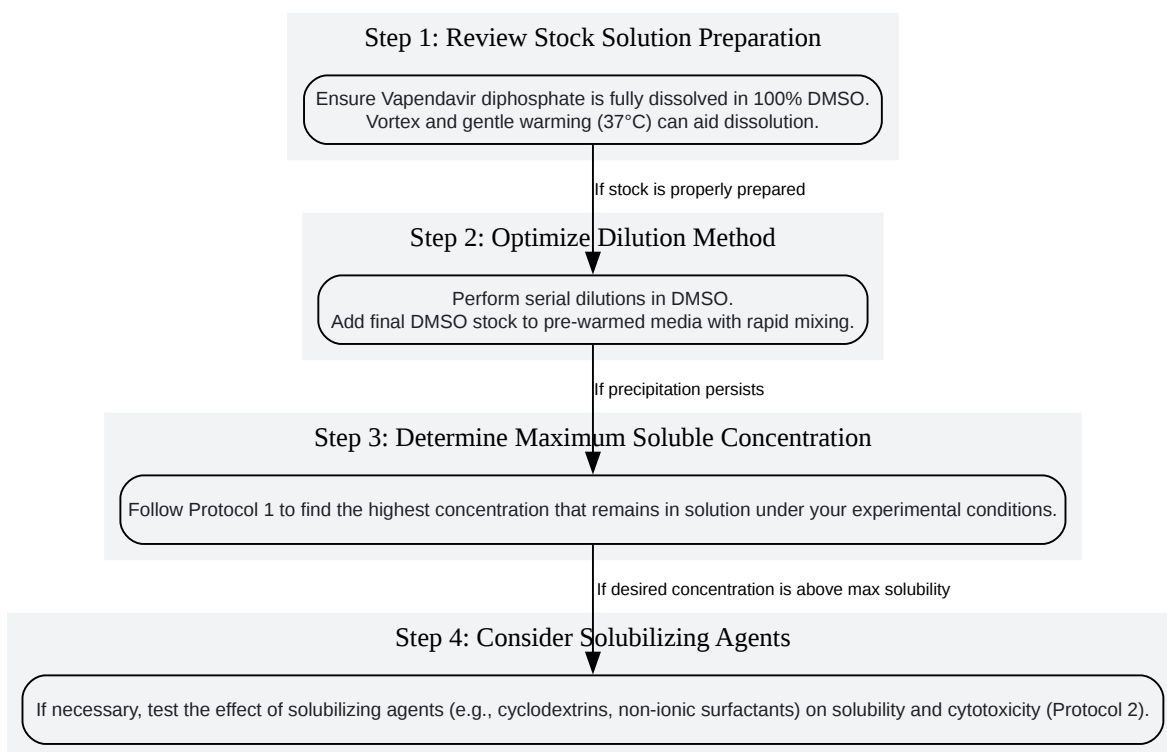 Step 1: Review Stock Solution Preparation
Ensure Vapendavir diphosphate is fully dissolved in 100% DMSO.
Vortex and gentle warming (37°C) can aid dissolution.
If stock is properly prepared
Step 2: Optimize Dilution Method
Perform serial dilutions in DMSO.
Add final DMSO stock to pre-warmed media with rapid mixing.
If precipitation persists
Step 3: Determine Maximum Soluble Concentration
Follow Protocol 1 to find the highest concentration that remains in solution under your experimental conditions.
If desired concentration is above max solubility
Step 4: Consider Solubilizing Agents
If necessary, test the effect of solubilizing agents (e.g., cyclodextrins, non-ionic surfactants) on solubility and cytotoxicity (Protocol 2).